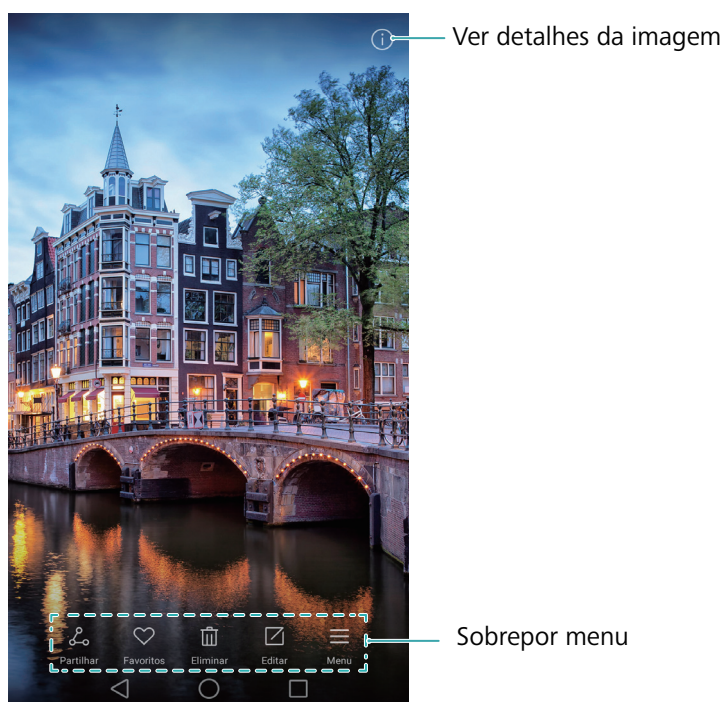 Ver detalhes da imagem
Partilhar Favoritos Eliminar Editar Menu
Sobrepor menu